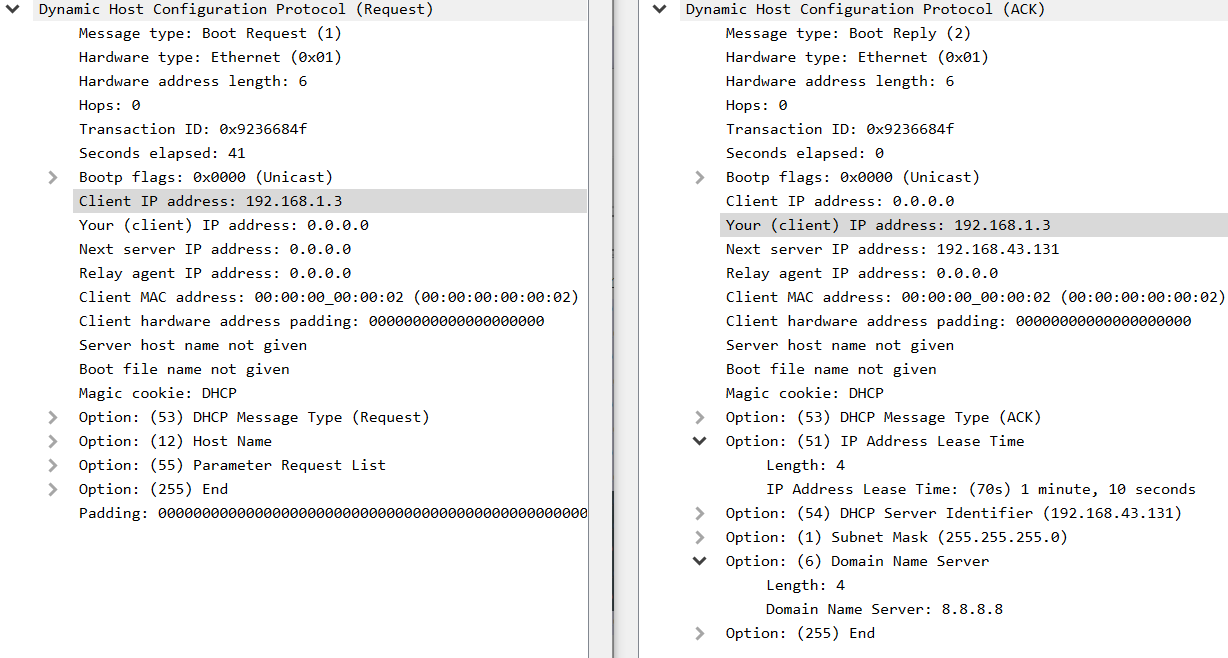 Dynamic Host Configuration Protocol (Request)
Message type: Boot Request (1)
Hardware type: Ethernet (0x01)
Hardware address length: 6
Hops: 0
Transaction ID: 0x9236684f
Seconds elapsed: 41
Bootp flags: 0x0000 (Unicast)
Client IP address: 192.168.1.3
Your (client) IP address: 0.0.0.0
Next server IP address: 0.0.0.0
Relay agent IP address: 0.0.0.0
Client MAC address: 00:00:00_00:00:02 (00:00:00:00:00:02)
Client hardware address padding: 00000000000000000000
Server host name not given
Boot file name not given
Magic cookie: DHCP
Option: (53) DHCP Message Type (Request)
Option: (12) Host Name
Option: (55) Parameter Request List
Option: (255) End
Padding: 0000000000000000000000000000000000000000000000000
Dynamic Host Configuration Protocol (ACK)
Message type: Boot Reply (2)
Hardware type: Ethernet (0x01)
Hardware address length: 6
Hops: 0
Transaction ID: 0x9236684f
Seconds elapsed: 0
Bootp flags: 0x0000 (Unicast)
Client IP address: 0.0.0.0
Your (client) IP address: 192.168.1.3
Next server IP address: 192.168.43.131
Relay agent IP address: 0.0.0.0
Client MAC address: 00:00:00_00:00:02 (00:00:00:00:00:02)
Client hardware address padding: 00000000000000000000
Server host name not given
Boot file name not given
Magic cookie: DHCP
Option: (53) DHCP Message Type (ACK)
Option: (51) IP Address Lease Time
Length: 4
IP Address Lease Time: (70s) 1 minute, 10 seconds
Option: (54) DHCP Server Identifier (192.168.43.131)
Option: (1) Subnet Mask (255.255.255.0)
Option: (6) Domain Name Server
Length: 4
Domain Name Server: 8.8.8.8
Option: (255) End